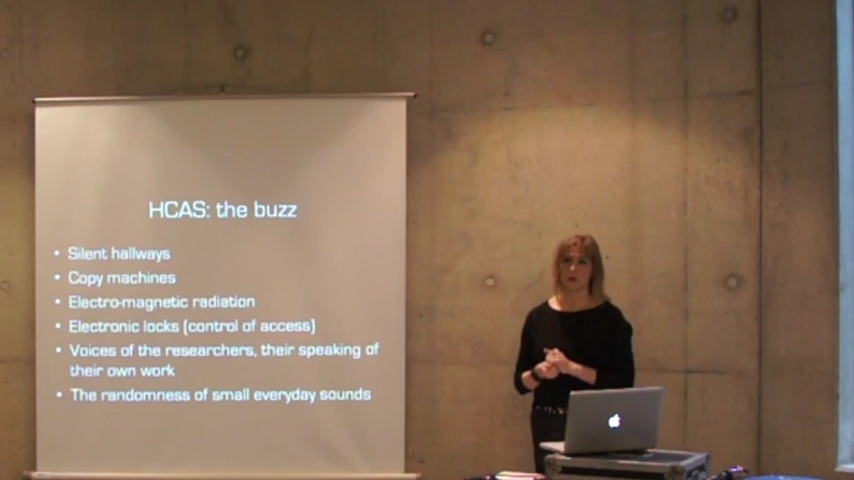 HCAS: the buzz
• Silent hallways
• Copy machines
• Electro-magnetic radiation
• Electronic locks (control of access)
• Voices of the researchers, their speaking of
their own work
• The randomness of small everyday sounds